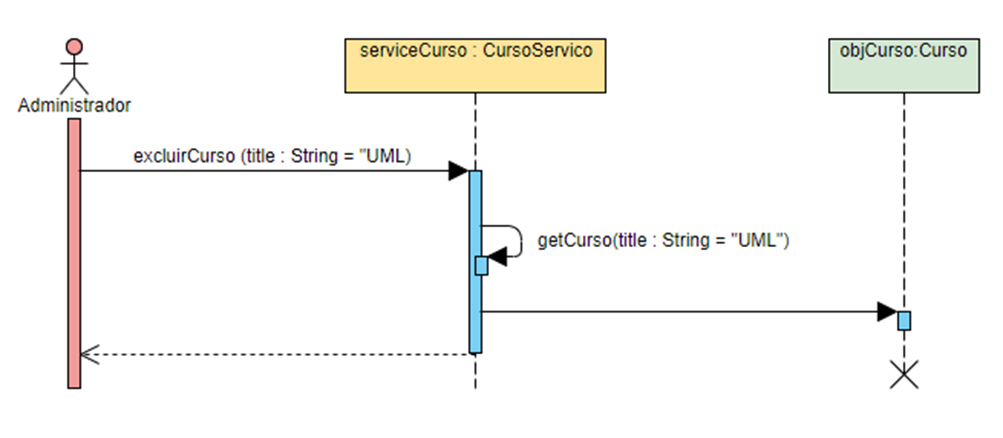 serviceCurso : CursoServico
objCurso:Curso
Administrador
excluirCurso (title : String = "UML)
getCurso(title : String = "UML")